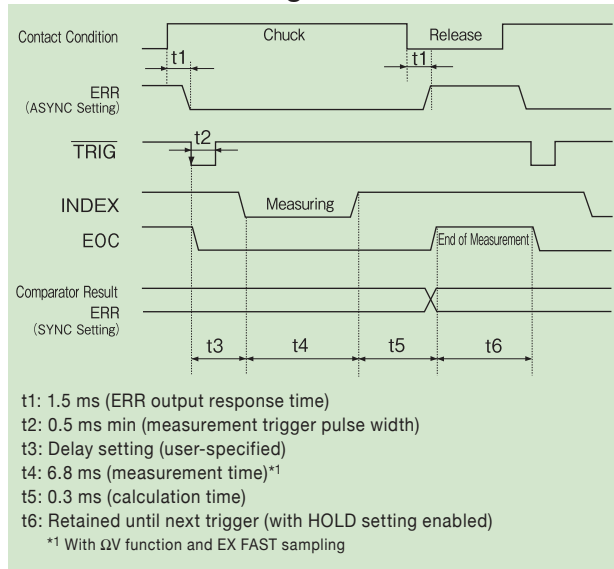 Contact Condition
Chuck
Release
t1
t1
ERR
(ASYNC Setting)
t2
TRIG
INDEX
Measuring
EOC
End of Measurement
Comparator Result
ERR
(SYNC Setting)
t3
t4
t5
t6
t1: 1.5 ms (ERR output response time)
t2: 0.5 ms min (measurement trigger pulse width)
t3: Delay setting (user-specified)
t4: 6.8 ms (measurement time)*1
t5: 0.3 ms (calculation time)
t6: Retained until next trigger (with HOLD setting enabled)
*1 With ΩV function and EX FAST sampling